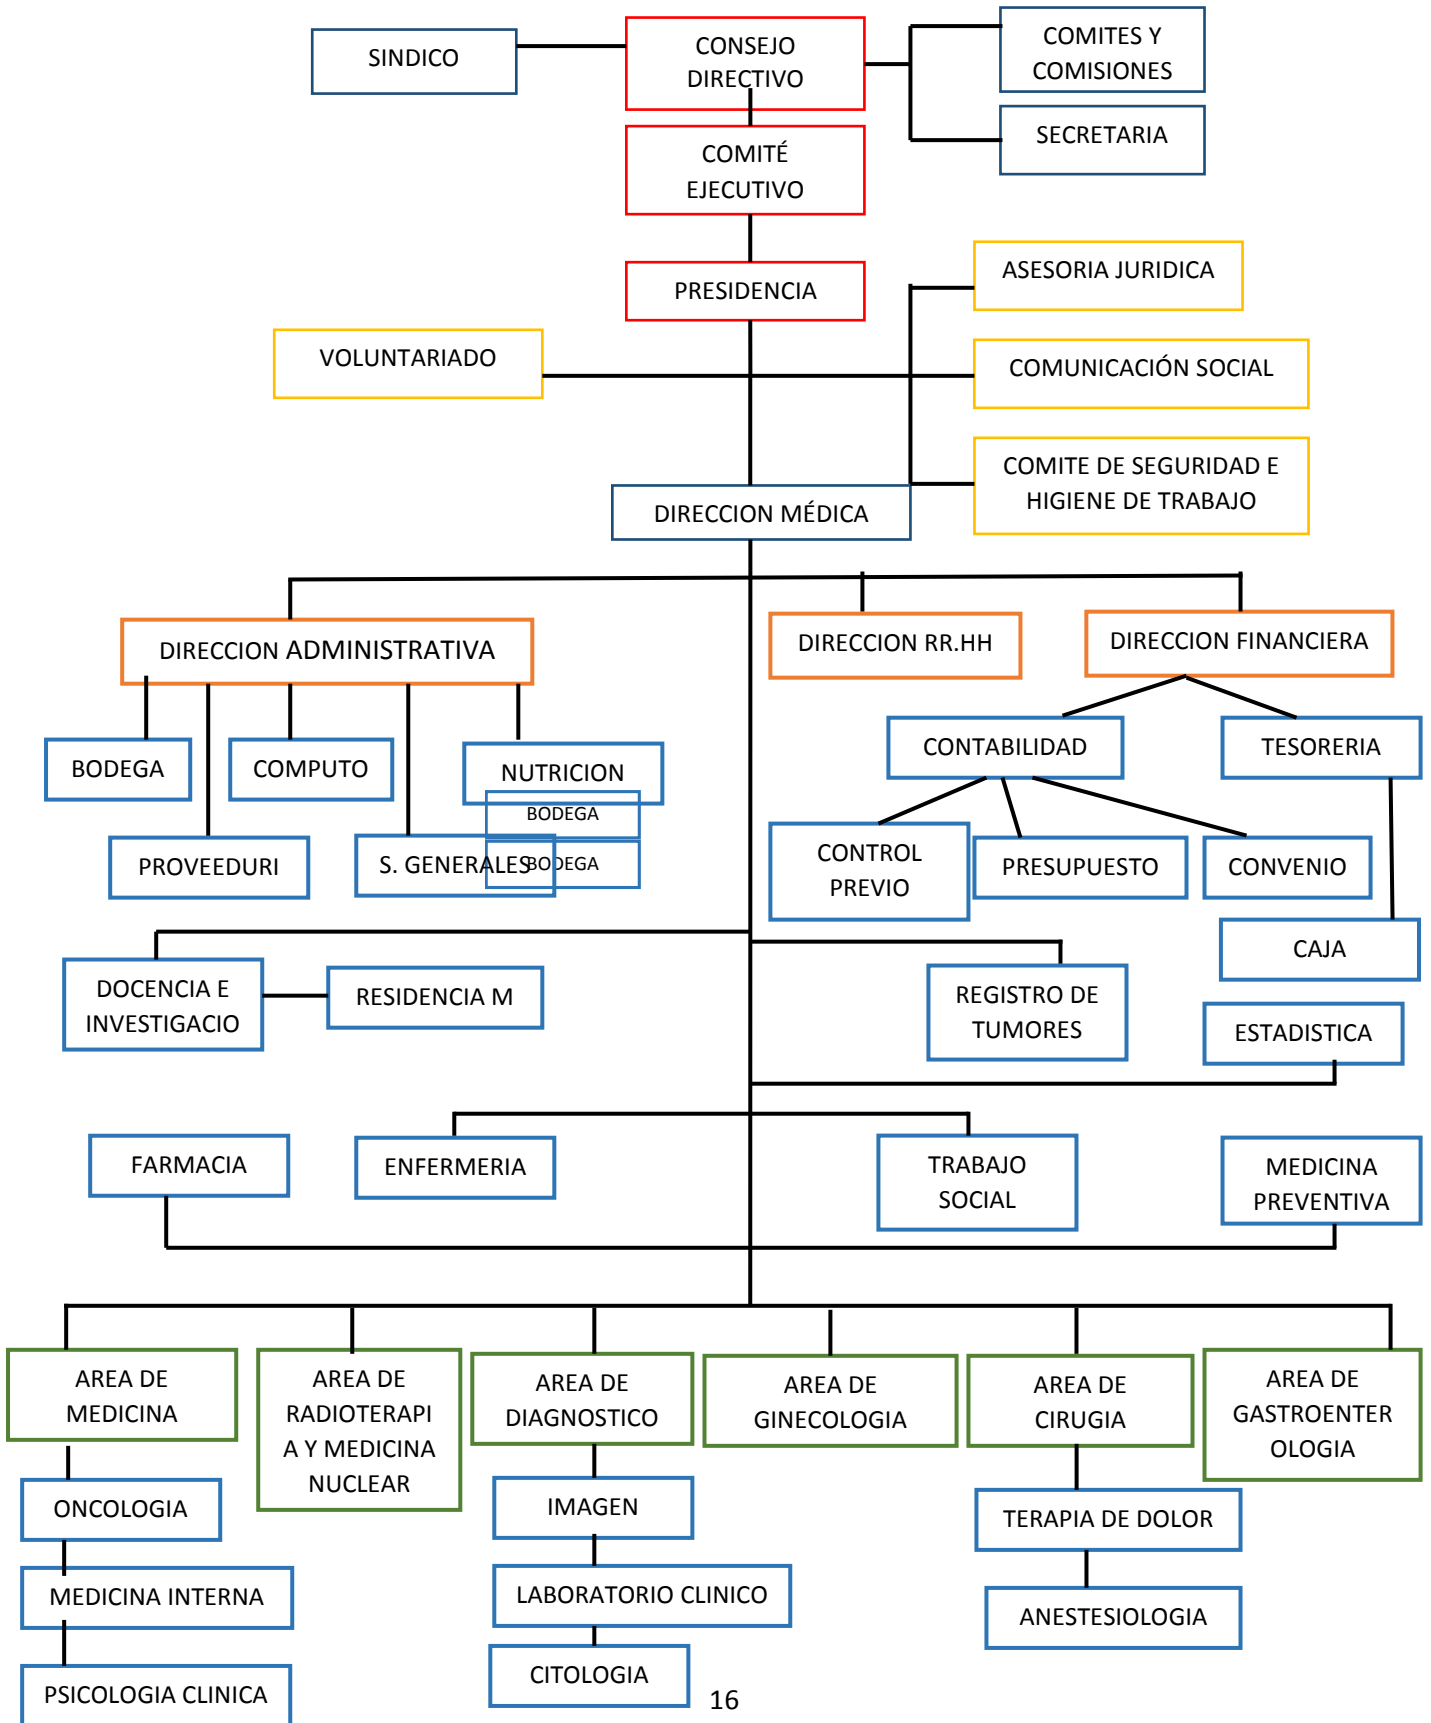 SINDICO
CONSEJO
DIRECTIVO
COMITES Y
COMISIONES
SECRETARIA
COMITÉ
EJECUTIVO
PRESIDENCIA
ASESORIA JURIDICA
VOLUNTARIADO
COMUNICACIÓN SOCIAL
COMITE DE SEGURIDAD E
HIGIENE DE TRABAJO
DIRECCION MÉDICA
DIRECCION ADMINISTRATIVA
DIRECCION RR.HH
DIRECCION FINANCIERA
BODEGA
COMPUTO
NUTRICION
BODEGA
BODEGA
CONTABILIDAD
TESORERIA
PROVEEDURI
S. GENERALES
CONTROL
PREVIO
PRESUPUESTO
CONVENIO
CAJA
DOCENCIA E
INVESTIGACIO
RESIDENCIA M
REGISTRO DE
TUMORES
ESTADISTICA
FARMACIA
ENFERMERIA
TRABAJO
SOCIAL
MEDICINA
PREVENTIVA
AREA DE
MEDICINA
AREA DE
RADIOTERAPI
A Y MEDICINA
NUCLEAR
AREA DE
DIAGNOSTICO
AREA DE
GINECOLOGIA
AREA DE
CIRUGIA
AREA DE
GASTROENTER
OLOGIA
ONCOLOGIA
IMAGEN
TERAPIA DE DOLOR
MEDICINA INTERNA
LABORATORIO CLINICO
ANESTESIOLOGIA
PSICOLOGIA CLINICA
CITOLOGIA
16